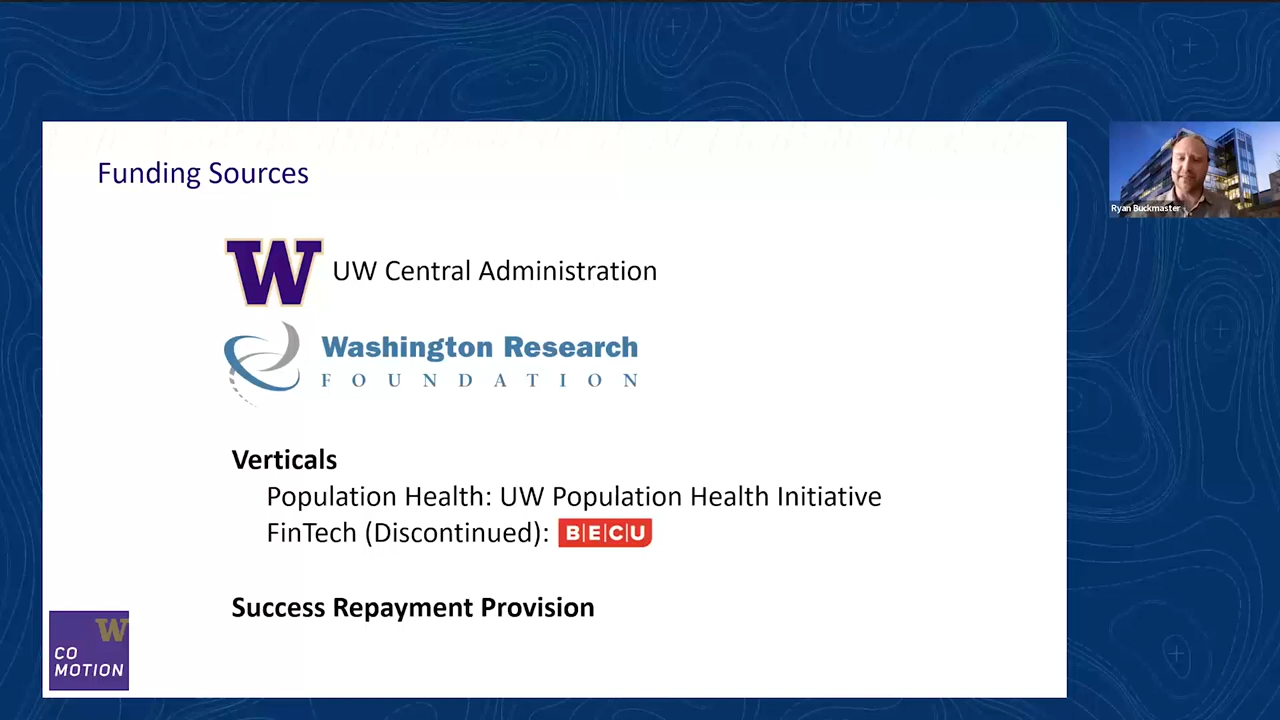 Funding Sources
W UW Central Administration
Washington Research
FOUNDATION
Verticals
Population Health: UW Population Health Initiative
FinTech (Discontinued): BECU
Success Repayment Provision
W
CO
MOTION
Ryan Buckmaster